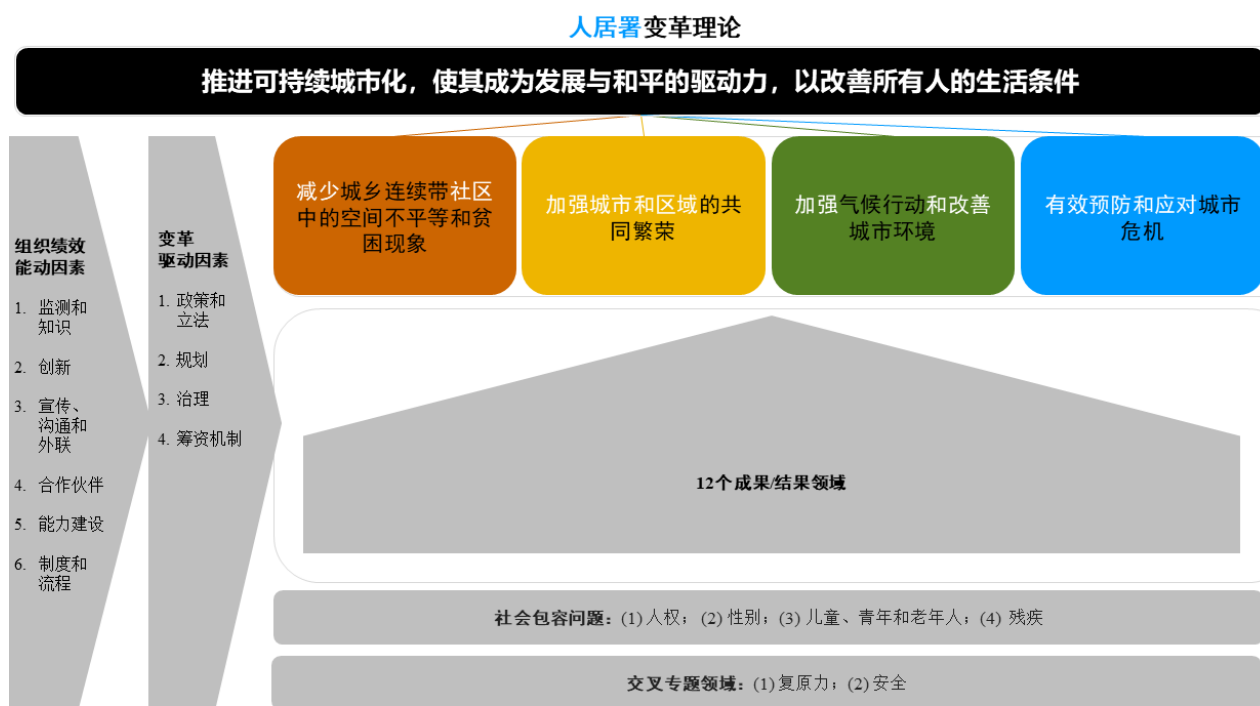 人居署变革理论
推进可持续城市化，使其成为发展与和平的驱动力，以改善所有人的生活条件
组织绩效
能动因素
1. 监测和
知识
2. 创新
3. 宣传、
沟通和
外联
4. 合作伙伴
5. 能力建设
6. 制度和
流程
变革
驱动因素
1. 政策和
立法
2. 规划
3. 治理
4. 筹资机制
减少城乡连续带社区
中的空间不平等和贫
困现象
加强城市和区域的共
同繁荣
加强气候行动和改善
城市环境
有效预防和应对城市
危机
12个成果/结果领域
社会包容问题：(1) 人权；(2) 性别；(3) 儿童、青年和老年人；(4) 残疾
交叉专题领域：(1) 复原力；(2) 安全